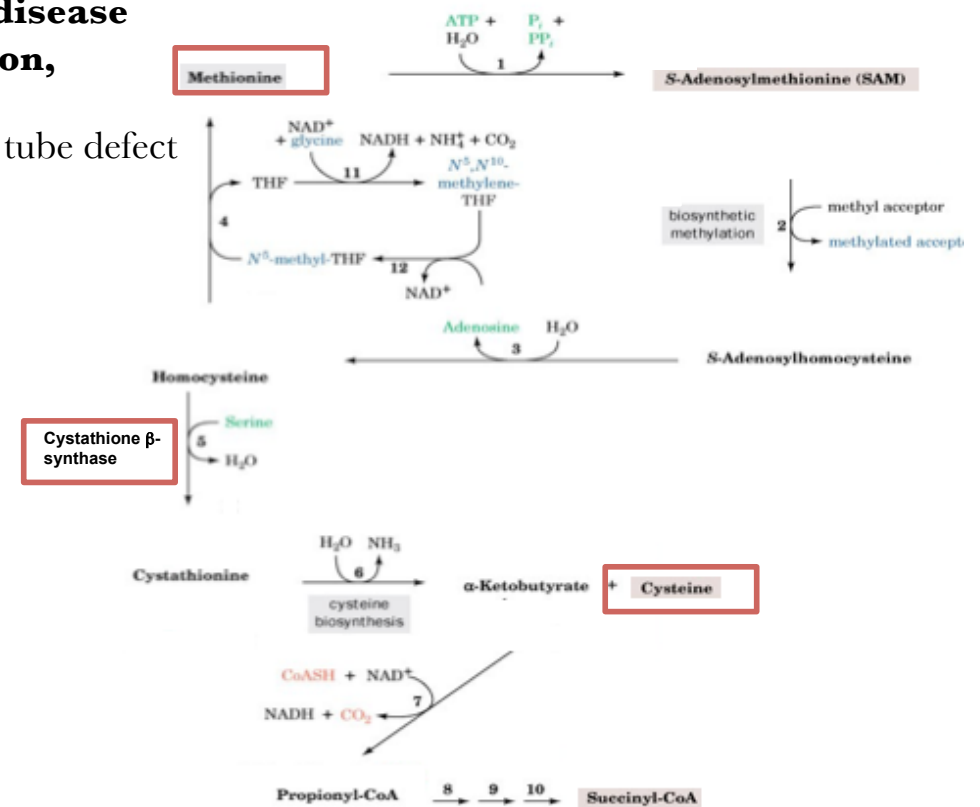 disease
on,
tube defect
ATP + P𝑖 +
H₂O PP𝑖
1
Methionine
S-Adenosylmethionine (SAM)
NAD⁺
+ glycine NADH + NH₄⁺ + CO₂
11
THF
N⁵,N¹⁰-
methylene-
THF
4
N⁵-methyl-THF
12
NAD⁺
biosynthetic
methylation
2
methyl acceptor
methylated accept
Adenosine H₂O
3
S-Adenosylhomocysteine
Homocysteine
Cystathione β-
synthase
5
Serine
H₂O
H₂O NH₃
6
Cystathionine
cysteine
biosynthesis
α-Ketobutyrate + Cysteine
CoASH + NAD⁺
7
NADH + CO₂
Propionyl-CoA 8 9 10 Succinyl-CoA